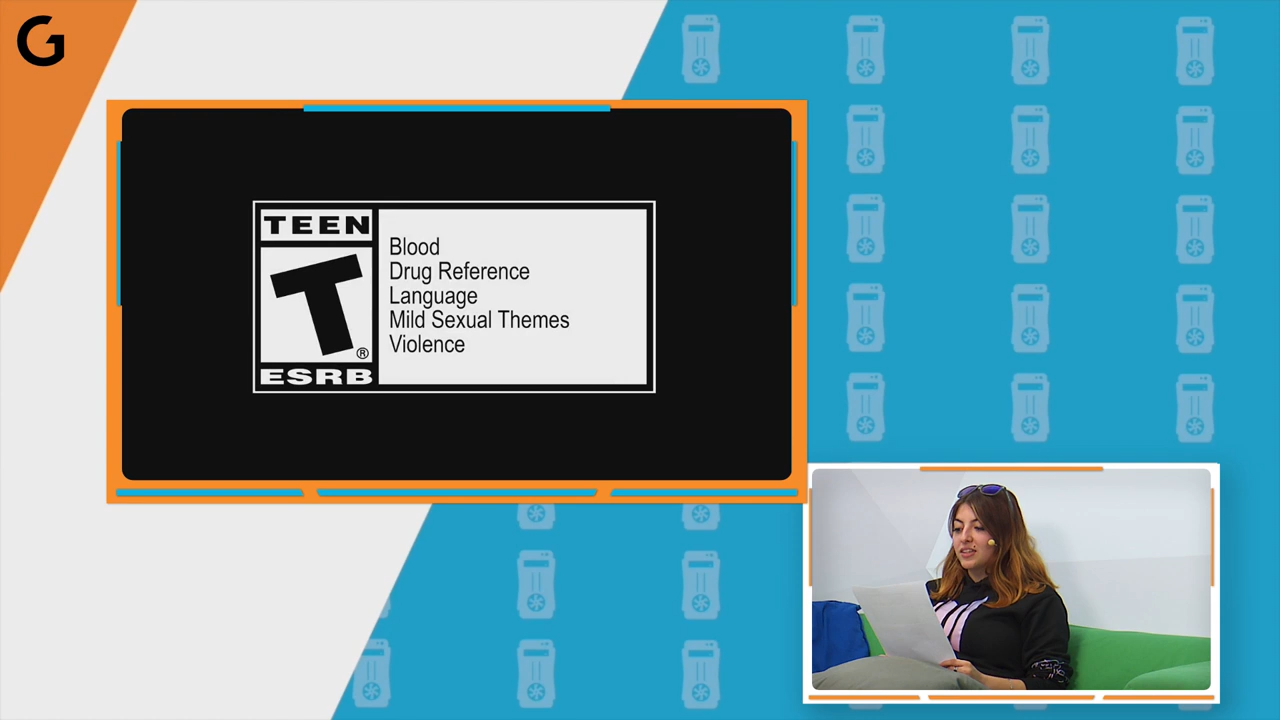 G
TEEN
T
®
ESRB
Blood
Drug Reference
Language
Mild Sexual Themes
Violence